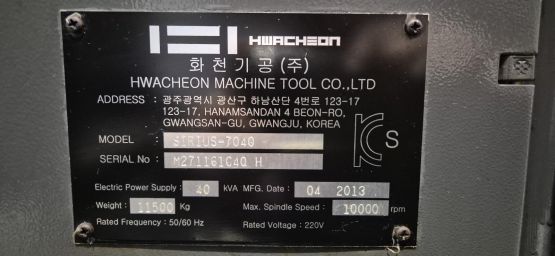 HWACHEON
화천기공(주)
HWACHEON MACHINE TOOL CO.,LTD
ADDRESS : 광주광역시 광산구 하남산단 4번로 123-17
123-17, HANAMSANDAN 4 BEON-RO,
GWANGSAN-GU, GWANGJU, KOREA
MODEL SIRIUS-7040
SERIAL No : H
Electric Power Supply : 40 kVA MFG. Date : 04 2013
Weight : 11500 Kg Max. Spindle Speed : 10000 rpm
Rated Frequency : 50/60 Hz Rated Voltage : 220V
KC S